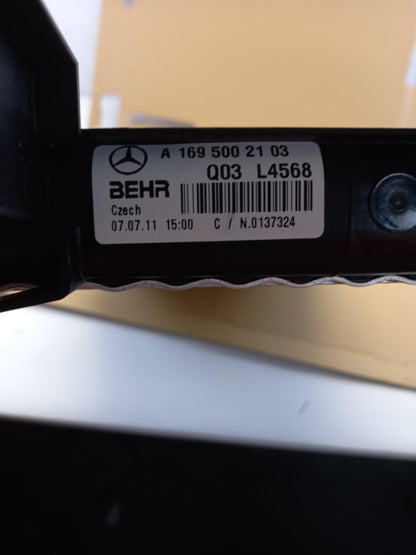 A 169 500 21 03
Q03 L4568
BEHR
Czech
07.07.11 15:00 C / N.0137324